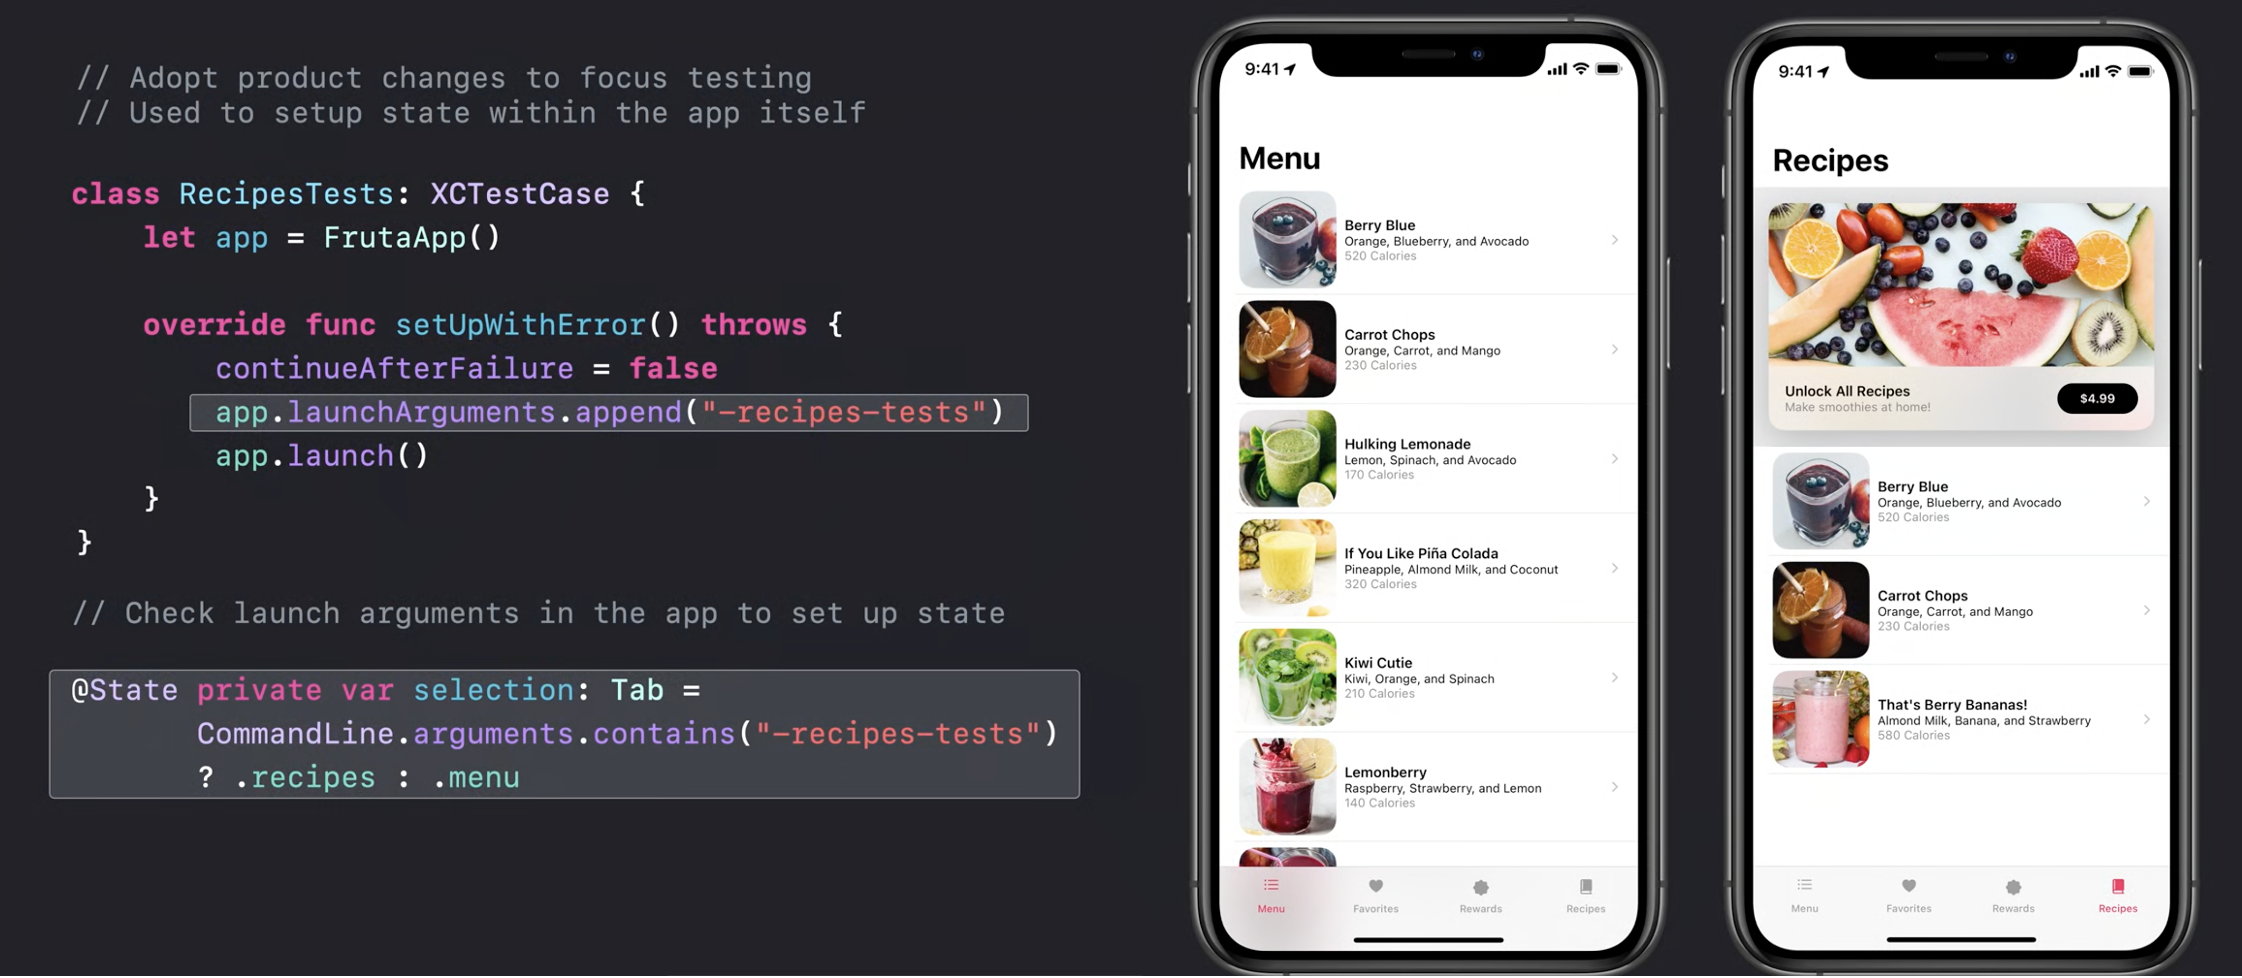 // Adopt product changes to focus testing
// Used to setup state within the app itself
class RecipesTests: XCTestCase {
let app = FrutaApp()
override func setUpWithError() throws {
continueAfterFailure = false
app.launchArguments.append("-recipes-tests")
app.launch()
}
}
// Check launch arguments in the app to set up state
@State private var selection: Tab =
CommandLine.arguments.contains("-recipes-tests")
? .recipes : .menu
9:41
Menu
Berry Blue
Orange, Blueberry, and Avocado
520 Calories
Carrot Chops
Orange, Carrot, and Mango
230 Calories
Hulking Lemonade
Lemon, Spinach, and Avocado
170 Calories
If You Like Piña Colada
Pineapple, Almond Milk, and Coconut
320 Calories
Kiwi Cutie
Kiwi, Orange, and Spinach
210 Calories
Lemonberry
Raspberry, Strawberry, and Lemon
140 Calories
Menu Favorites Rewards Recipes
9:41
Recipes
Unlock All Recipes
Make smoothies at home!
$4.99
Berry Blue
Orange, Blueberry, and Avocado
520 Calories
Carrot Chops
Orange, Carrot, and Mango
230 Calories
That's Berry Bananas!
Almond Milk, Banana, and Strawberry
580 Calories
Menu Favorites Rewards Recipes